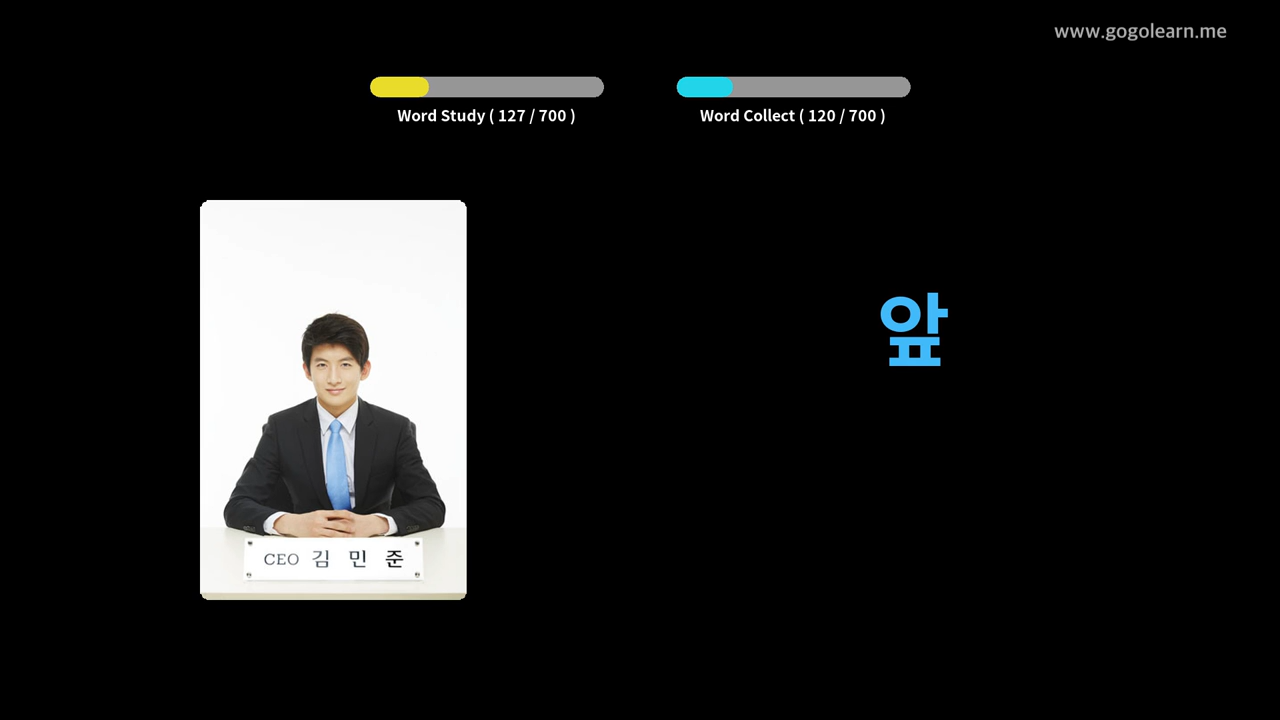 www.gogolearn.me
Word Study ( 127 / 700 )
Word Collect ( 120 / 700 )
앞
CEO 김 민 준